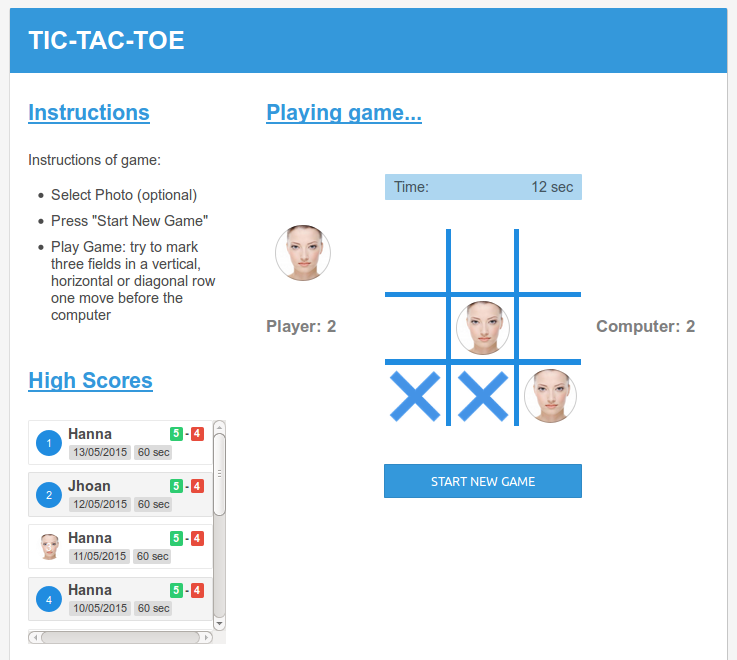 TIC-TAC-TOE
Instructions
Instructions of game:
Select Photo (optional)
Press "Start New Game"
Play Game: try to mark
three fields in a vertical,
horizontal or diagonal row
one move before the
computer
High Scores
1 Hanna 5 - 4
13/05/2015 60 sec
2 Jhoan 5 - 4
12/05/2015 60 sec
Hanna 5 - 4
11/05/2015 60 sec
4 Hanna 5 - 4
10/05/2015 60 sec
Playing game...
Time: 12 sec
Player: 2
Computer: 2
START NEW GAME